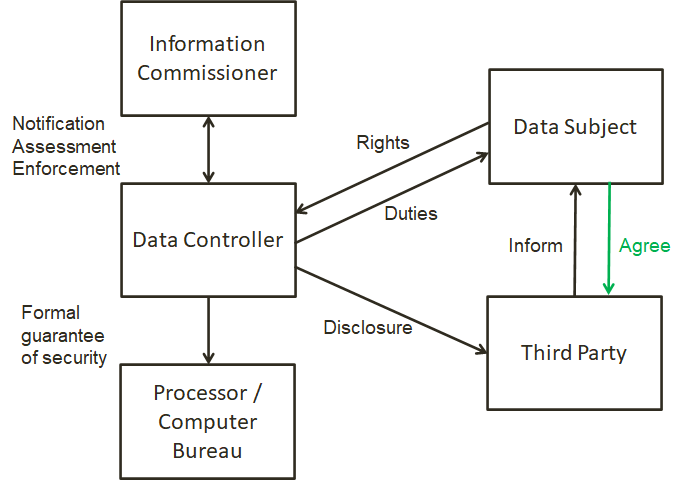 Information
Commissioner
Notification
Assessment
Enforcement
Data Subject
Rights
Duties
Data Controller
Inform
Agree
Formal
guarantee
of security
Disclosure
Third Party
Processor /
Computer
Bureau